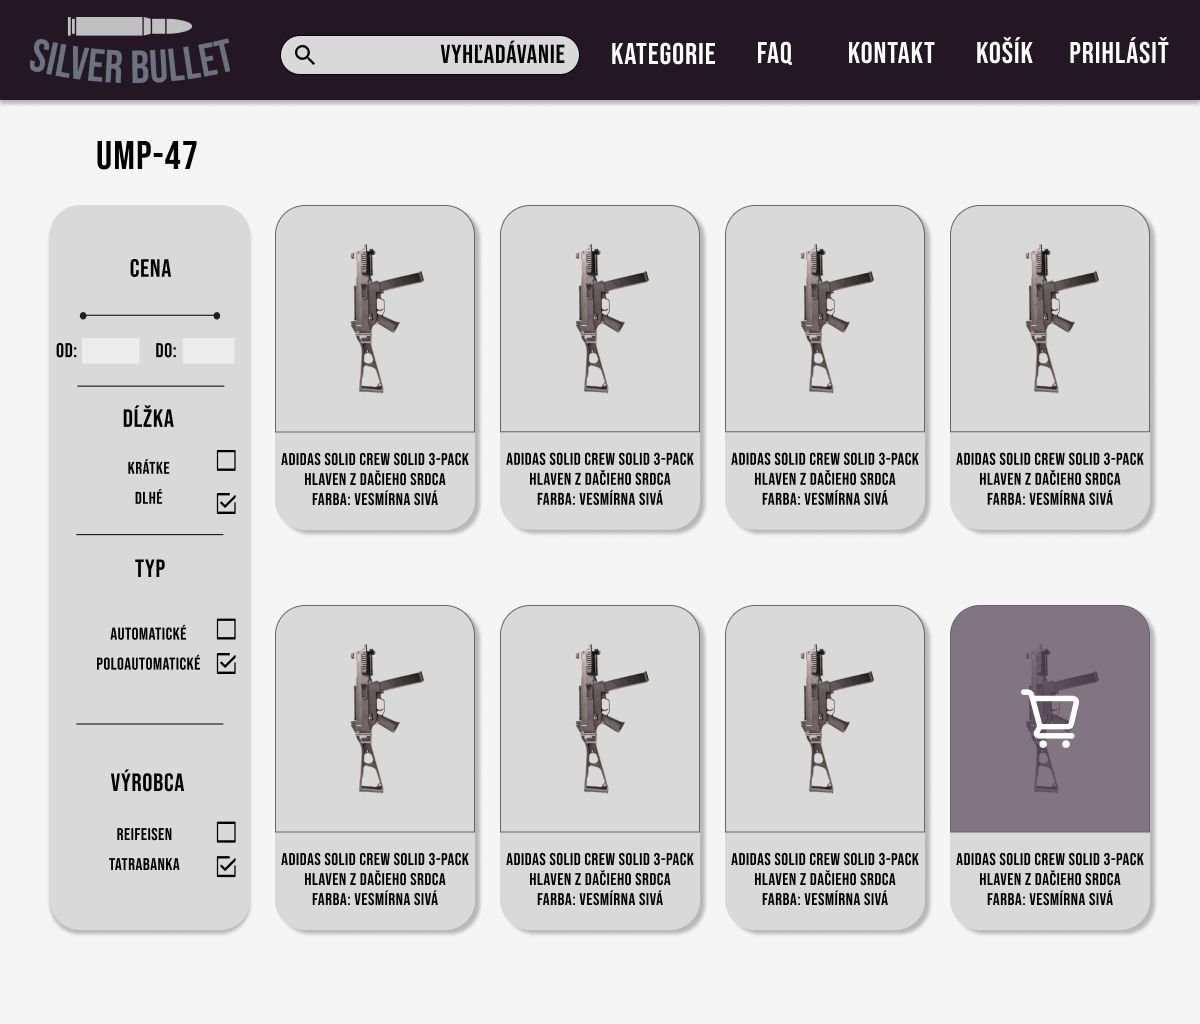 SILVER BULLET
VYHĽADÁVANIE
KATEGORIE
FAQ
KONTAKT
KOŠÍK
PRIHLÁSIŤ
UMP-47
CENA
OD:
DO:
DĹŽKA
KRÁTKE
DLHÉ
TYP
AUTOMATICKÉ
POLOAUTOMATICKÉ
VÝROBCA
REIFEISEN
TATRABANKA
ADIDAS SOLID CREW SOLID 3-PACK
HLAVEN Z DAČIEHO SRDCA
FARBA: VESMÍRNA SIVÁ
ADIDAS SOLID CREW SOLID 3-PACK
HLAVEN Z DAČIEHO SRDCA
FARBA: VESMÍRNA SIVÁ
ADIDAS SOLID CREW SOLID 3-PACK
HLAVEN Z DAČIEHO SRDCA
FARBA: VESMÍRNA SIVÁ
ADIDAS SOLID CREW SOLID 3-PACK
HLAVEN Z DAČIEHO SRDCA
FARBA: VESMÍRNA SIVÁ
ADIDAS SOLID CREW SOLID 3-PACK
HLAVEN Z DAČIEHO SRDCA
FARBA: VESMÍRNA SIVÁ
ADIDAS SOLID CREW SOLID 3-PACK
HLAVEN Z DAČIEHO SRDCA
FARBA: VESMÍRNA SIVÁ
ADIDAS SOLID CREW SOLID 3-PACK
HLAVEN Z DAČIEHO SRDCA
FARBA: VESMÍRNA SIVÁ
ADIDAS SOLID CREW SOLID 3-PACK
HLAVEN Z DAČIEHO SRDCA
FARBA: VESMÍRNA SIVÁ